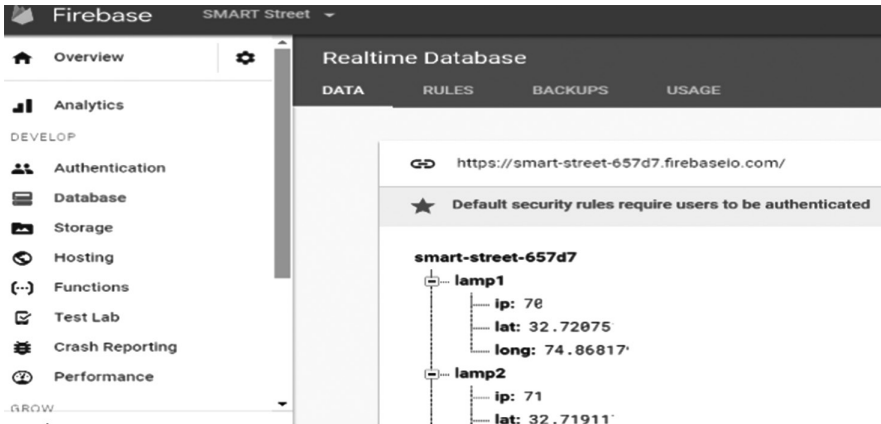 Firebase SMART Street
Overview
Analytics
DEVELOP
Authentication
Database
Storage
Hosting
Functions
Test Lab
Crash Reporting
Performance
GROW
Realtime Database
DATA RULES BACKUPS USAGE
https://smart-street-657d7.firebaseio.com/
Default security rules require users to be authenticated
smart-street-657d7
lamp1
ip: 70
lat: 32.72075
long: 74.86817
lamp2
ip: 71
lat: 32.71911